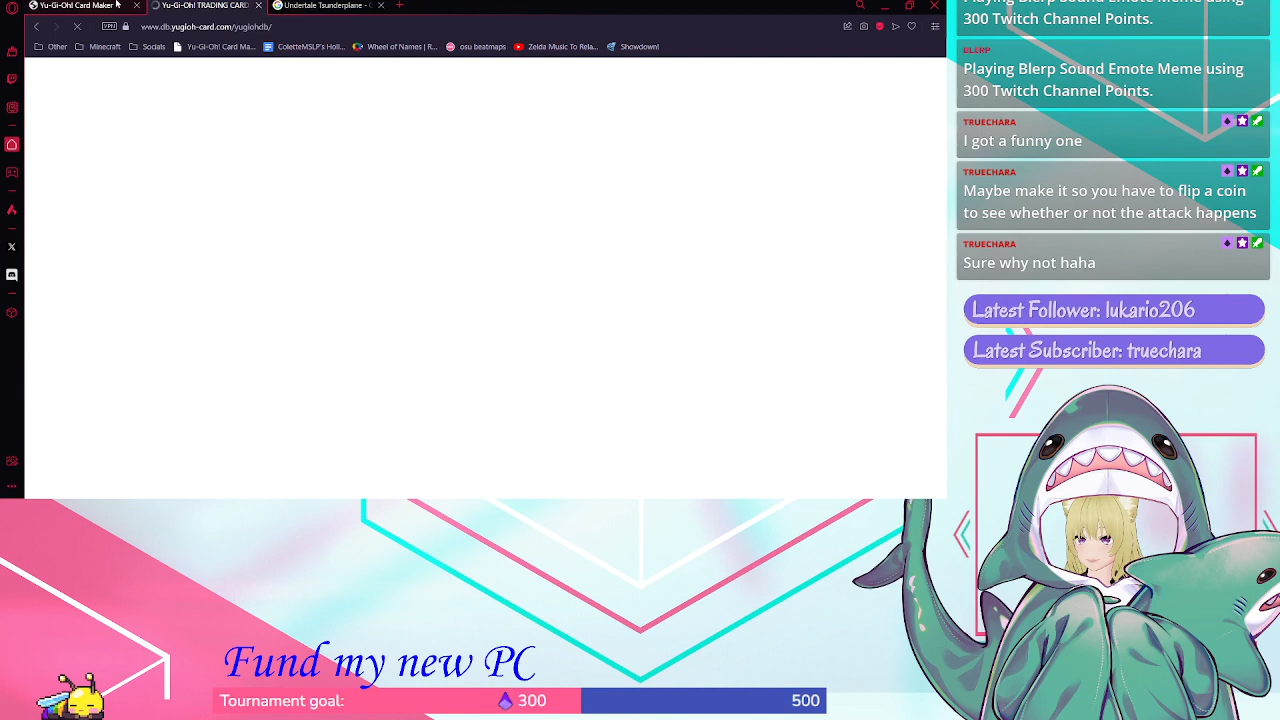 Yu-Gi-Oh! Card Maker
Yu-Gi-Oh! TRADING CARD
Undertale Tsunderplane -
VPN
www.db.yugioh-card.com/yugiohdb/
Other
Minecraft
Socials
Yu-Gi-Oh! Card Ma...
ColetteMSLP's Holl...
Wheel of Names | R...
osu beatmaps
Zelda Music To Rela...
Showdown!
Playing Blerp Sound Emote Meme using
300 Twitch Channel Points.
BLERP
Playing Blerp Sound Emote Meme using
300 Twitch Channel Points.
TRUECHARA
I got a funny one
TRUECHARA
Maybe make it so you have to flip a coin
to see whether or not the attack happens
TRUECHARA
Sure why not haha
Latest Follower: lukario206
Latest Subscriber: truechara
Fund my new PC
Tournament goal:
300
500